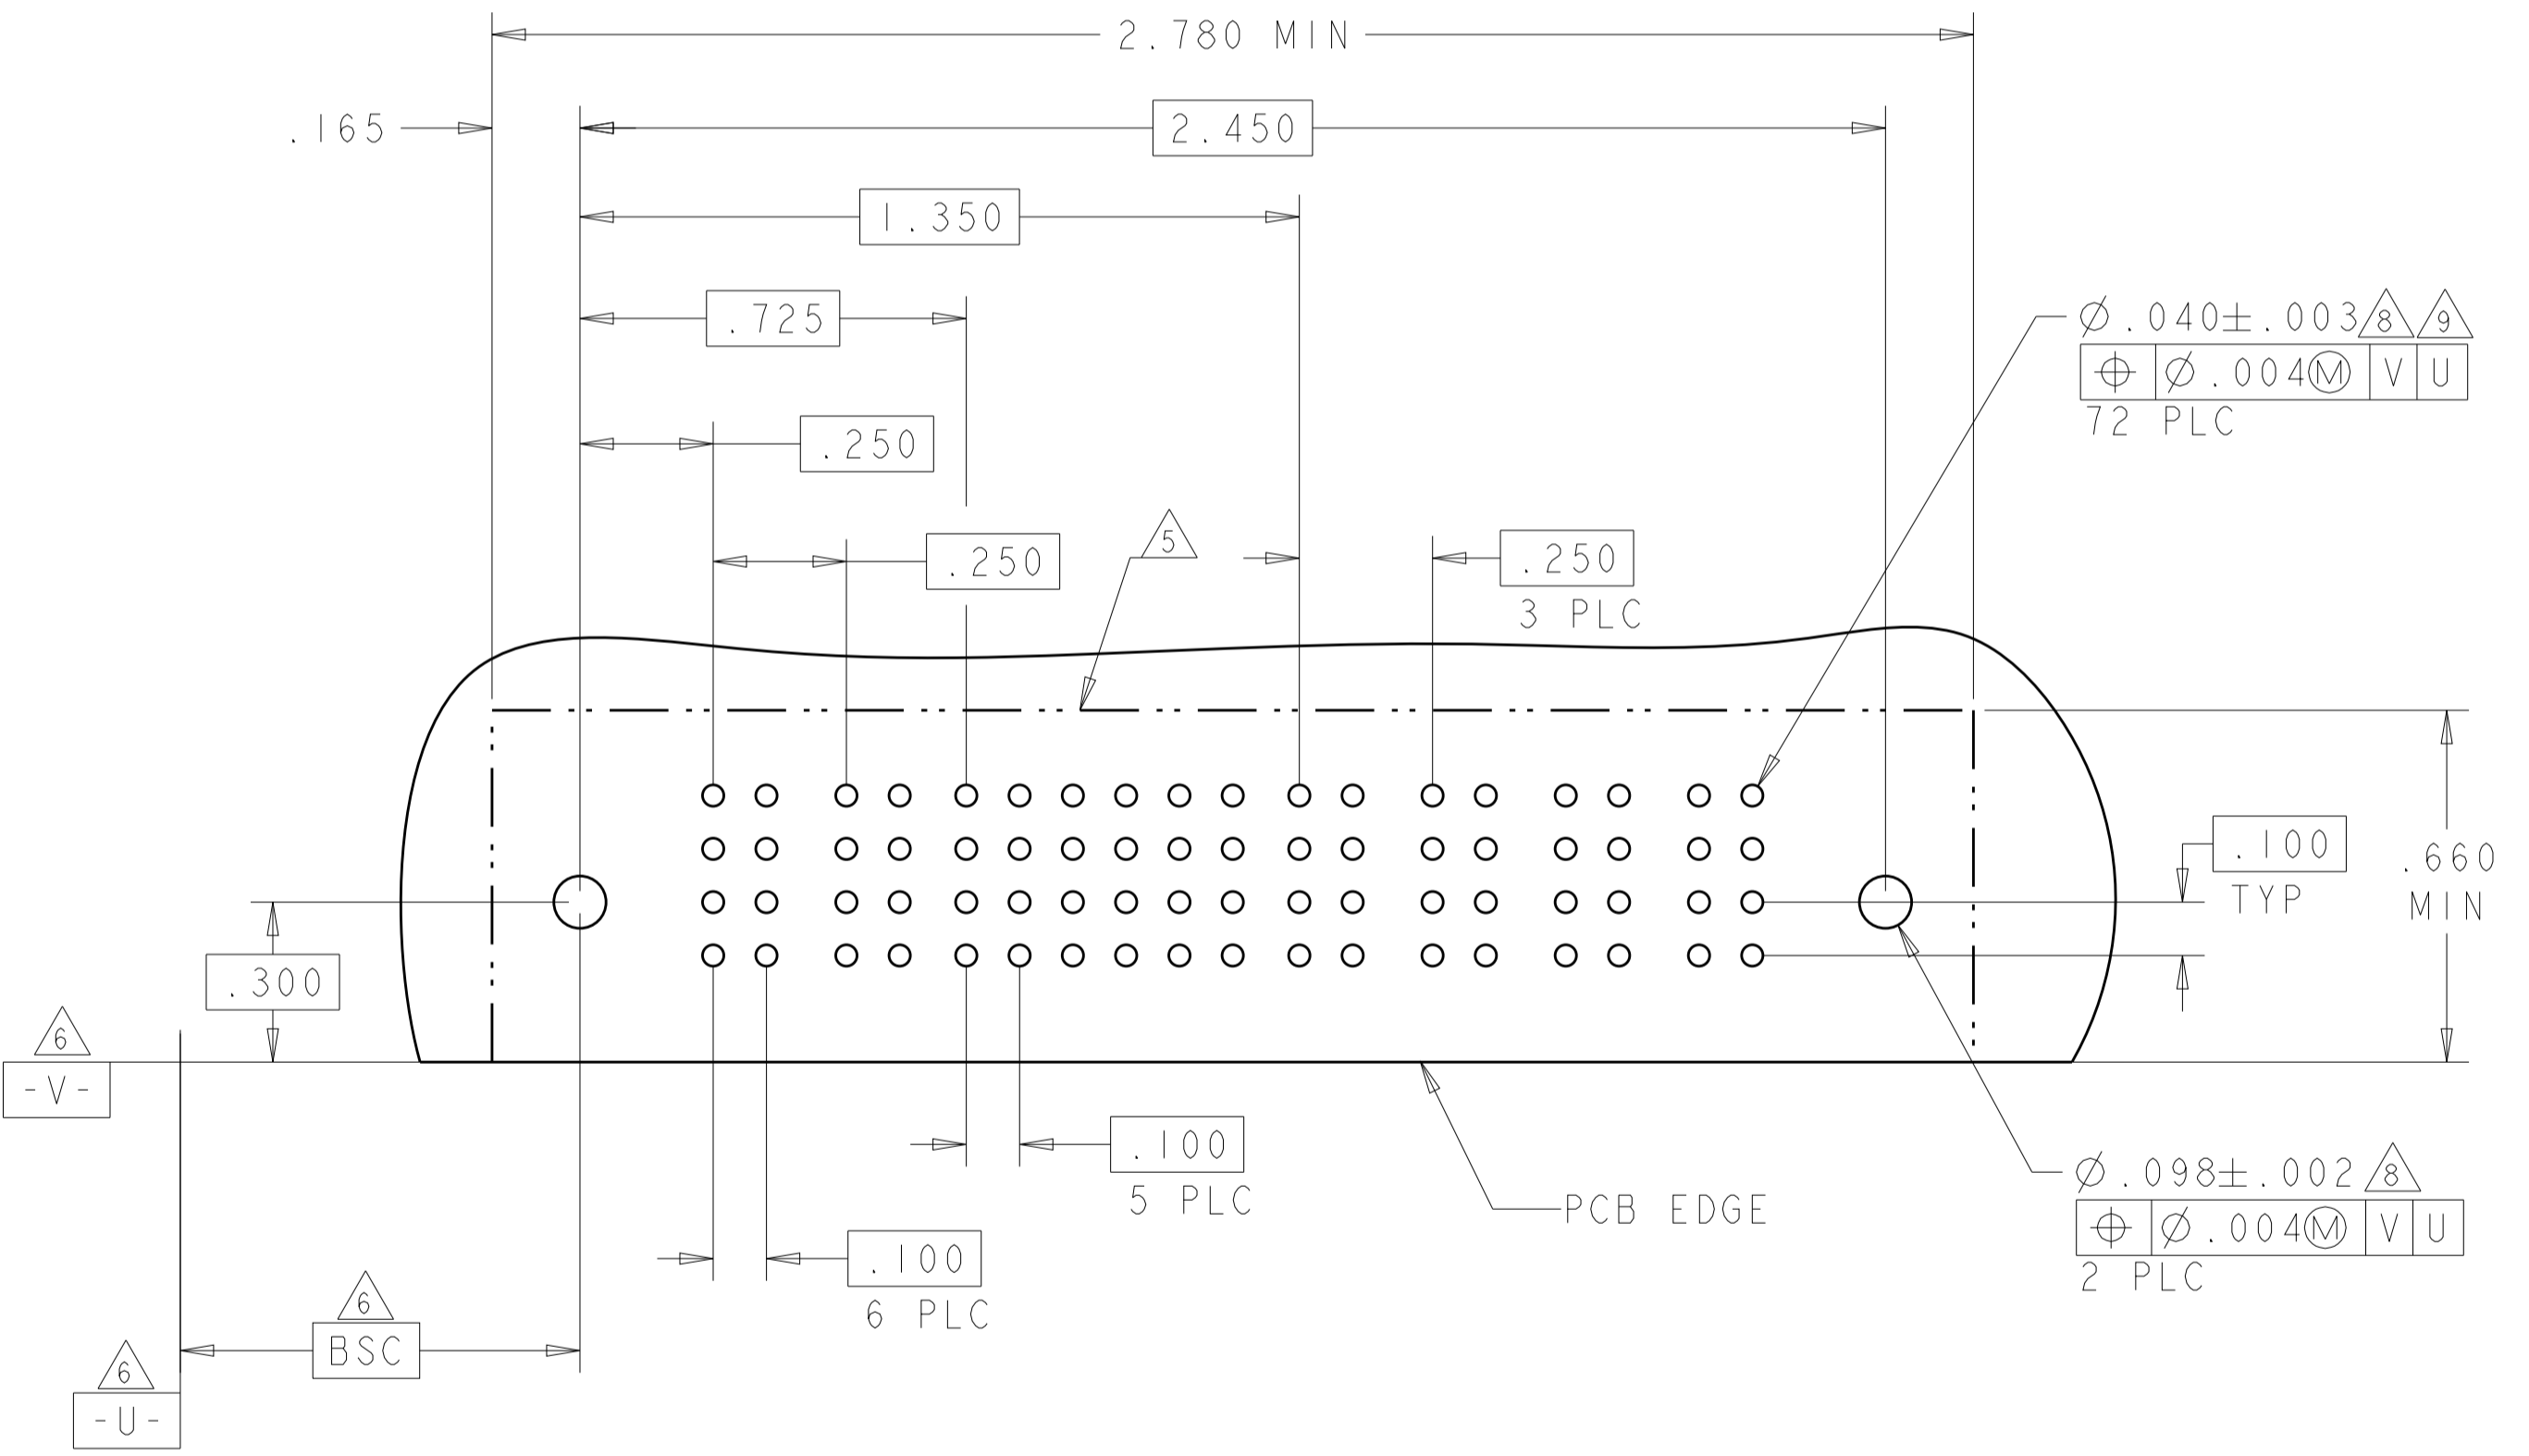 2.780 MIN
.165
2.450
1.350
.725
Ø.040±.003 8 9
⌖ Ø.004Ⓜ V U
72 PLC
.250
5
.250
.250
3 PLC
.100
TYP
.660
MIN
.300
6
-V-
.100
5 PLC
PCB EDGE
Ø.098±.002 8
⌖ Ø.004Ⓜ V U
2 PLC
.100
6 PLC
6
BSC
6
-U-